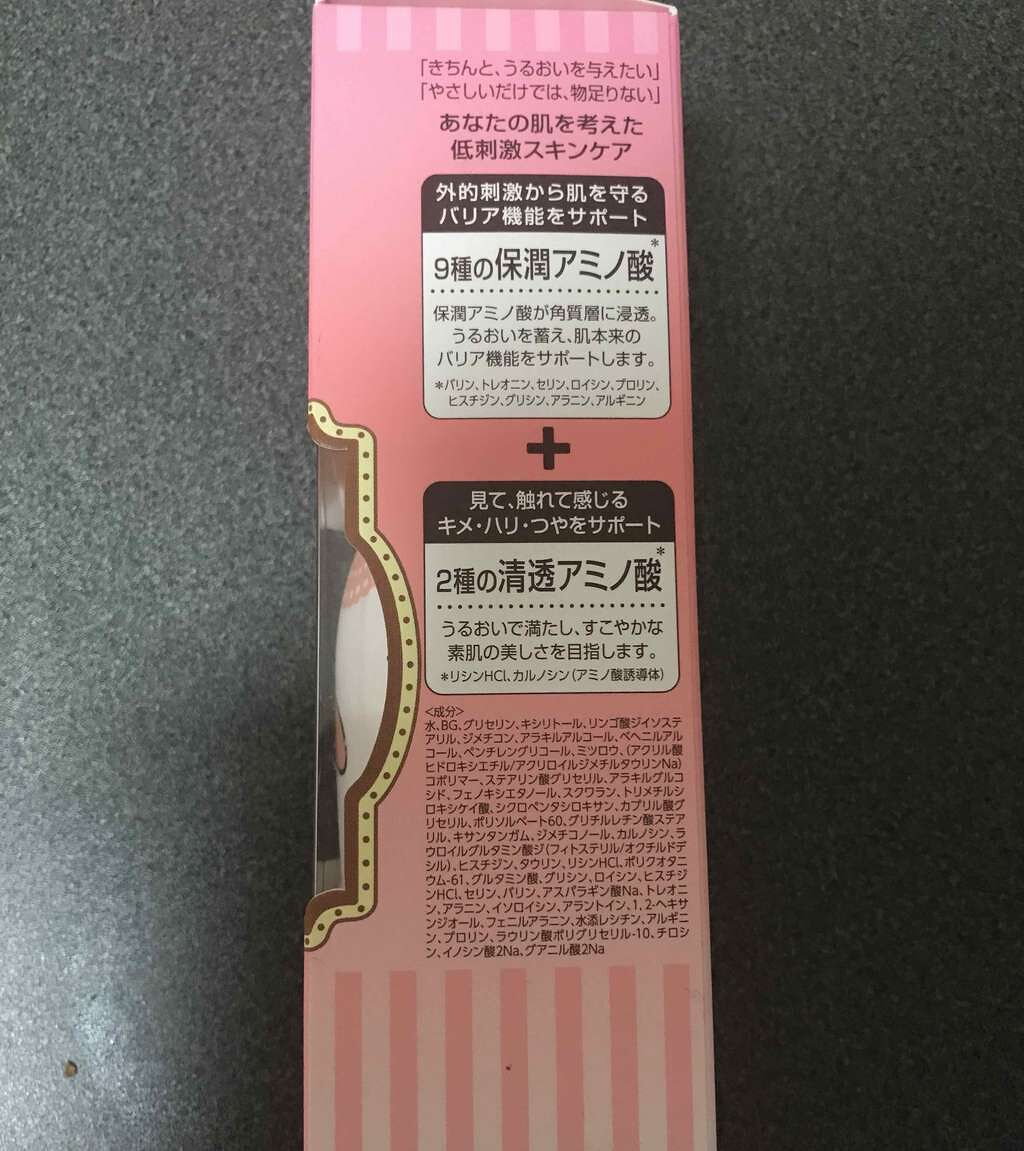 「きちんと、うるおいを与えたい」
「やさしいだけでは、物足りない」
あなたの肌を考えた
低刺激スキンケア
外的刺激から肌を守る
バリア機能をサポート
9種の保潤アミノ酸*
保潤アミノ酸が角質層に浸透。
うるおいを蓄え、肌本来の
バリア機能をサポートします。
*バリン、トレオニン、セリン、ロイシン、プロリン、
ヒスチジン、グリシン、アラニン、アルギニン
+
見て、触れて感じる
キメ・ハリ・つやをサポート
2種の清透アミノ酸*
うるおいで満たし、すこやかな
素肌の美しさを目指します。
*リシンHCl、カルノシン(アミノ酸誘導体)
<成分>
水、BG、グリセリン、キシリトール、リンゴ酸ジイソステ
アリル、ジメチコン、アラキルアルコール、ベヘニルアル
コール、ペンチレングリコール、ミツロウ、(アクリル酸
ヒドロキシエチル/アクリロイルジメチルタウリンNa)
コポリマー、ステアリン酸グリセリル、アラキルグルコ
シド、フェノキシエタノール、スクワラン、トリメチルシ
ロキシケイ酸、シクロペンタシロキサン、カプリル酸グ
リセリル、ポリソルベート60、グリチルレチン酸ステア
リル、キサンタンガム、ジメチコノール、カルノシン、ラ
ウロイルグルタミン酸ジ(フィトステリル/オクチルドデ
シル)、ヒスチジン、タウリン、リシンHCl、ポリクオタニ
ウム-61、グルタミン酸、グリシン、ロイシン、ヒスチジ
ンHCl、セリン、バリン、アスパラギン酸Na、トレオニ
ン、アラニン、イソロイシン、アラントイン、1、2-ヘキサ
ンジオール、フェニルアラニン、水添レシチン、アルギニ
ン、プロリン、ラウリン酸ポリグリセリル-10、チロシ
ン、イノシン酸2Na、グアニル酸2Na